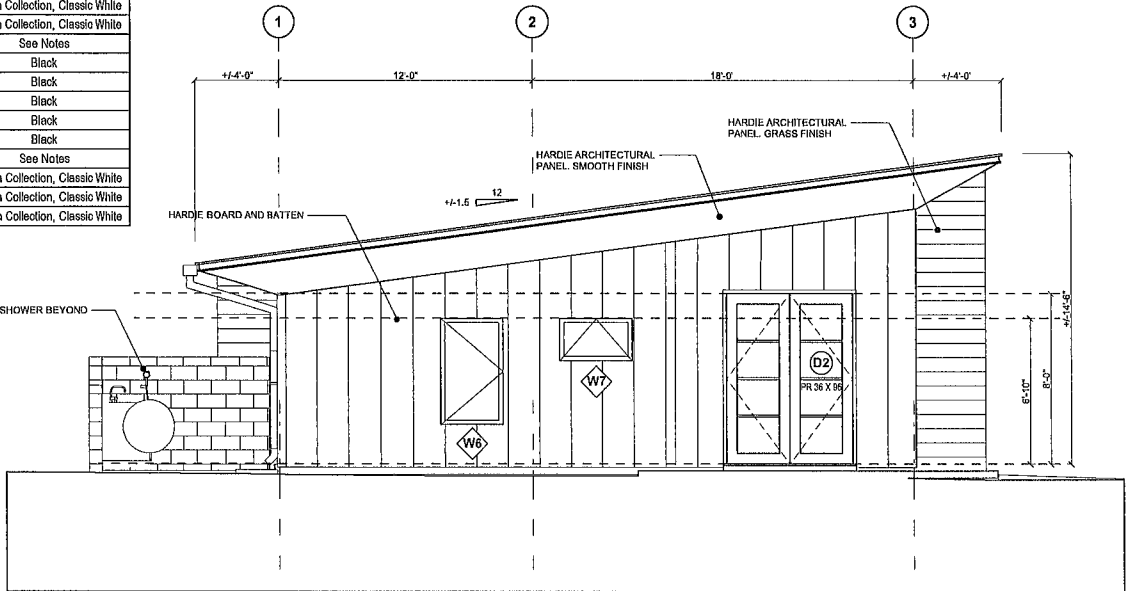 Collection, Classic White
Collection, Classic White
See Notes
Black
Black
Black
Black
Black
See Notes
Collection, Classic White
Collection, Classic White
Collection, Classic White
1
2
3
+/-4'-0"
12'-0"
18'-0'
+/-4'-0'
HARDIE ARCHITECTURAL
PANEL. GRASS FINISH
HARDIE ARCHITECTURAL
PANEL. SMOOTH FINISH
12
+/-1.5
HARDIE BOARD AND BATTEN
SHOWER BEYOND
W6
W7
D2
PR 36 X 96
6'-10"
8'-0"
+/-14'-6"